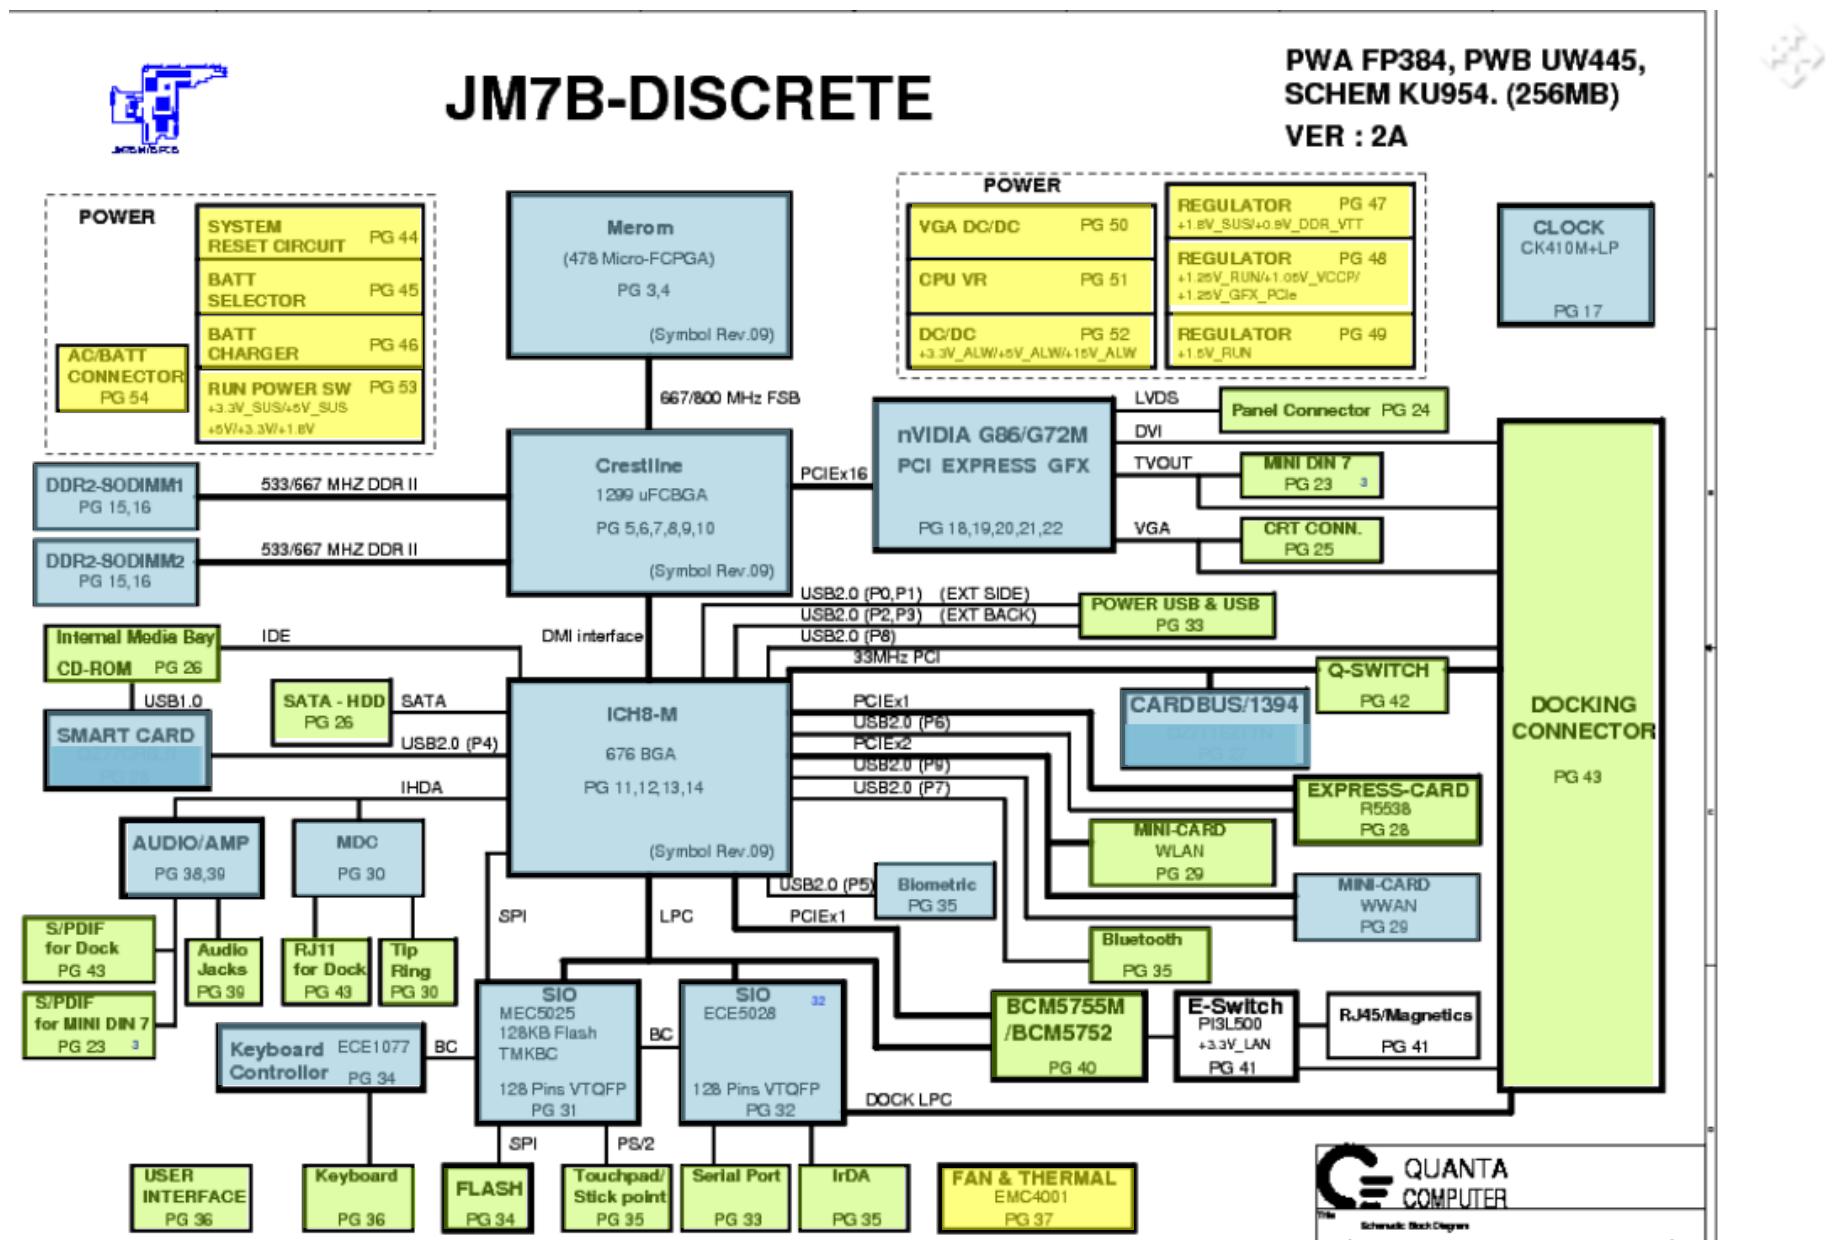 JM7B-DISCRETE
PWA FP384, PWB UW445,
SCHEM KU954. (256MB)
VER : 2A
POWER
SYSTEM
RESET CIRCUIT PG 44
BATT
SELECTOR PG 45
BATT
CHARGER PG 46
RUN POWER SW PG 53
+3.3V_SUS/+5V_SUS
+5V/+3.3V/+1.8V
AC/BATT
CONNECTOR
PG 54
Merom
(478 Micro-FCPGA)
PG 3,4
(Symbol Rev.09)
POWER
VGA DC/DC PG 50
CPU VR PG 51
DC/DC PG 52
+3.3V_ALW/+5V_ALW/+15V_ALW
REGULATOR PG 47
+1.8V_SUS/+0.9V_DDR_VTT
REGULATOR PG 48
+1.25V_RUN/+1.05V_VCCP/
+1.25V_GFX_PCIe
REGULATOR PG 49
+1.5V_RUN
CLOCK
CK410M+LP
PG 17
667/800 MHz FSB
DDR2-SODIMM1
PG 15,16
533/667 MHZ DDR II
DDR2-SODIMM2
PG 15,16
533/667 MHZ DDR II
Crestline
1299 uFCBGA
PG 5,6,7,8,9,10
(Symbol Rev.09)
PCIEx16
nVIDIA G86/G72M
PCI EXPRESS GFX
PG 18,19,20,21,22
LVDS
Panel Connector PG 24
DVI
TVOUT
MINI DIN 7
PG 23 3
VGA
CRT CONN.
PG 25
USB2.0 (P0,P1) (EXT SIDE)
USB2.0 (P2,P3) (EXT BACK)
USB2.0 (P8)
33MHz PCI
POWER USB & USB
PG 33
Internal Media Bay
CD-ROM PG 26
IDE
DMI interface
USB1.0
SATA - HDD
PG 26
SATA
SMART CARD
USB2.0 (P4)
IHDA
ICH8-M
676 BGA
PG 11,12,13,14
(Symbol Rev.09)
PCIEx1
USB2.0 (P6)
PCIEx2
USB2.0 (P9)
USB2.0 (P7)
CARDBUS/1394
Q-SWITCH
PG 42
DOCKING
CONNECTOR
PG 43
EXPRESS-CARD
R5538
PG 28
MINI-CARD
WLAN
PG 29
MINI-CARD
WWAN
PG 29
AUDIO/AMP
PG 38,39
MDC
PG 30
USB2.0 (P5)
Biometric
PG 35
SPI
LPC
PCIEx1
Bluetooth
PG 35
S/PDIF
for Dock
PG 43
Audio
Jacks
PG 39
RJ11
for Dock
PG 43
Tip
Ring
PG 30
S/PDIF
for MINI DIN 7
PG 23 3
Keyboard ECE1077
Controller PG 34
BC
SIO
MEC5025
128KB Flash
TMKBC
128 Pins VTQFP
PG 31
BC
SIO 32
ECE5028
128 Pins VTQFP
PG 32
BCM5755M
/BCM5752
PG 40
E-Switch
PI3L500
+3.3V_LAN
PG 41
RJ45/Magnetics
PG 41
DOCK LPC
SPI
PS/2
USER
INTERFACE
PG 36
Keyboard
PG 36
FLASH
PG 34
Touchpad/
Stick point
PG 35
Serial Port
PG 33
IrDA
PG 35
FAN & THERMAL
EMC4001
PG 37
QUANTA
COMPUTER
Title
Schematic Block Diagram